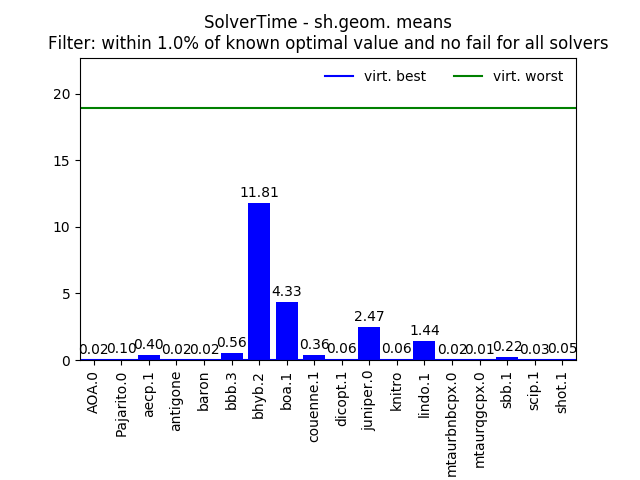 SolverTime - sh.geom. means
Filter: within 1.0% of known optimal value and no fail for all solvers
virt. best
virt. worst
20
15
10
5
0
0.02
0.10
0.40
0.02
0.02
0.56
11.81
4.33
0.36
0.06
2.47
0.06
1.44
0.02
0.01
0.22
0.03
0.05
AOA.0
Pajarito.0
aecp.1
antigone
baron
bbb.3
bhyb.2
boa.1
couenne.1
dicopt.1
juniper.0
knitro
lindo.1
mtaurbnbcpx.0
mtaurqgcpx.0
sbb.1
scip.1
shot.1